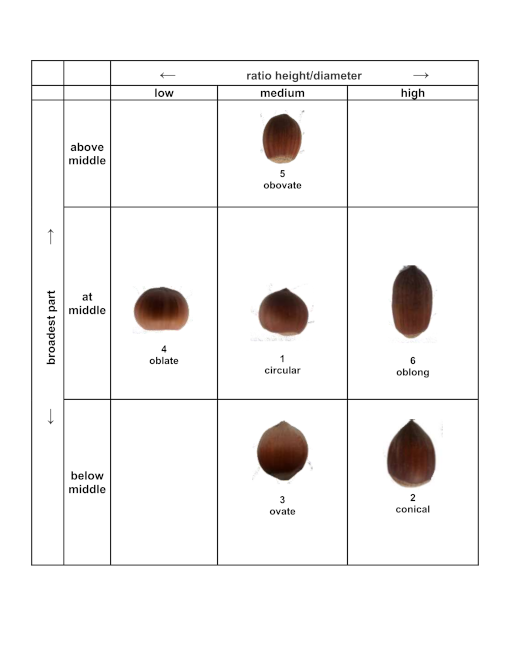 ← ratio height/diameter →
low medium high
above
middle
5
obovate
↑
broadest part
↓
at
middle
4
oblate
1
circular
6
oblong
below
middle
3
ovate
2
conical